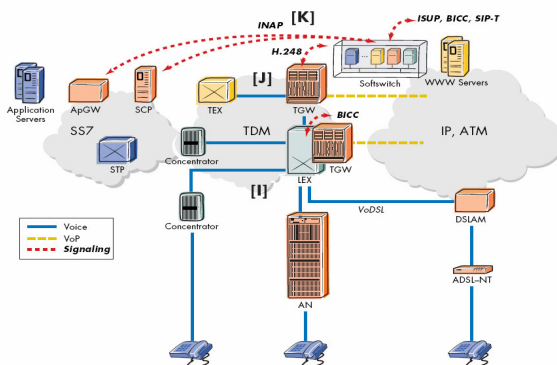 [K]
ISUP, BICC, SIP-T
INAP
H.248
Softswitch
WWW Servers
[J]
Application
Servers
ApGW
SCP
TEX
TGW
SS7
TDM
BICC
IP, ATM
STP
Concentrator
TGW
LEX
[I]
Concentrator
VoDSL
DSLAM
Voice
VoP
Signaling
ADSL–NT
AN